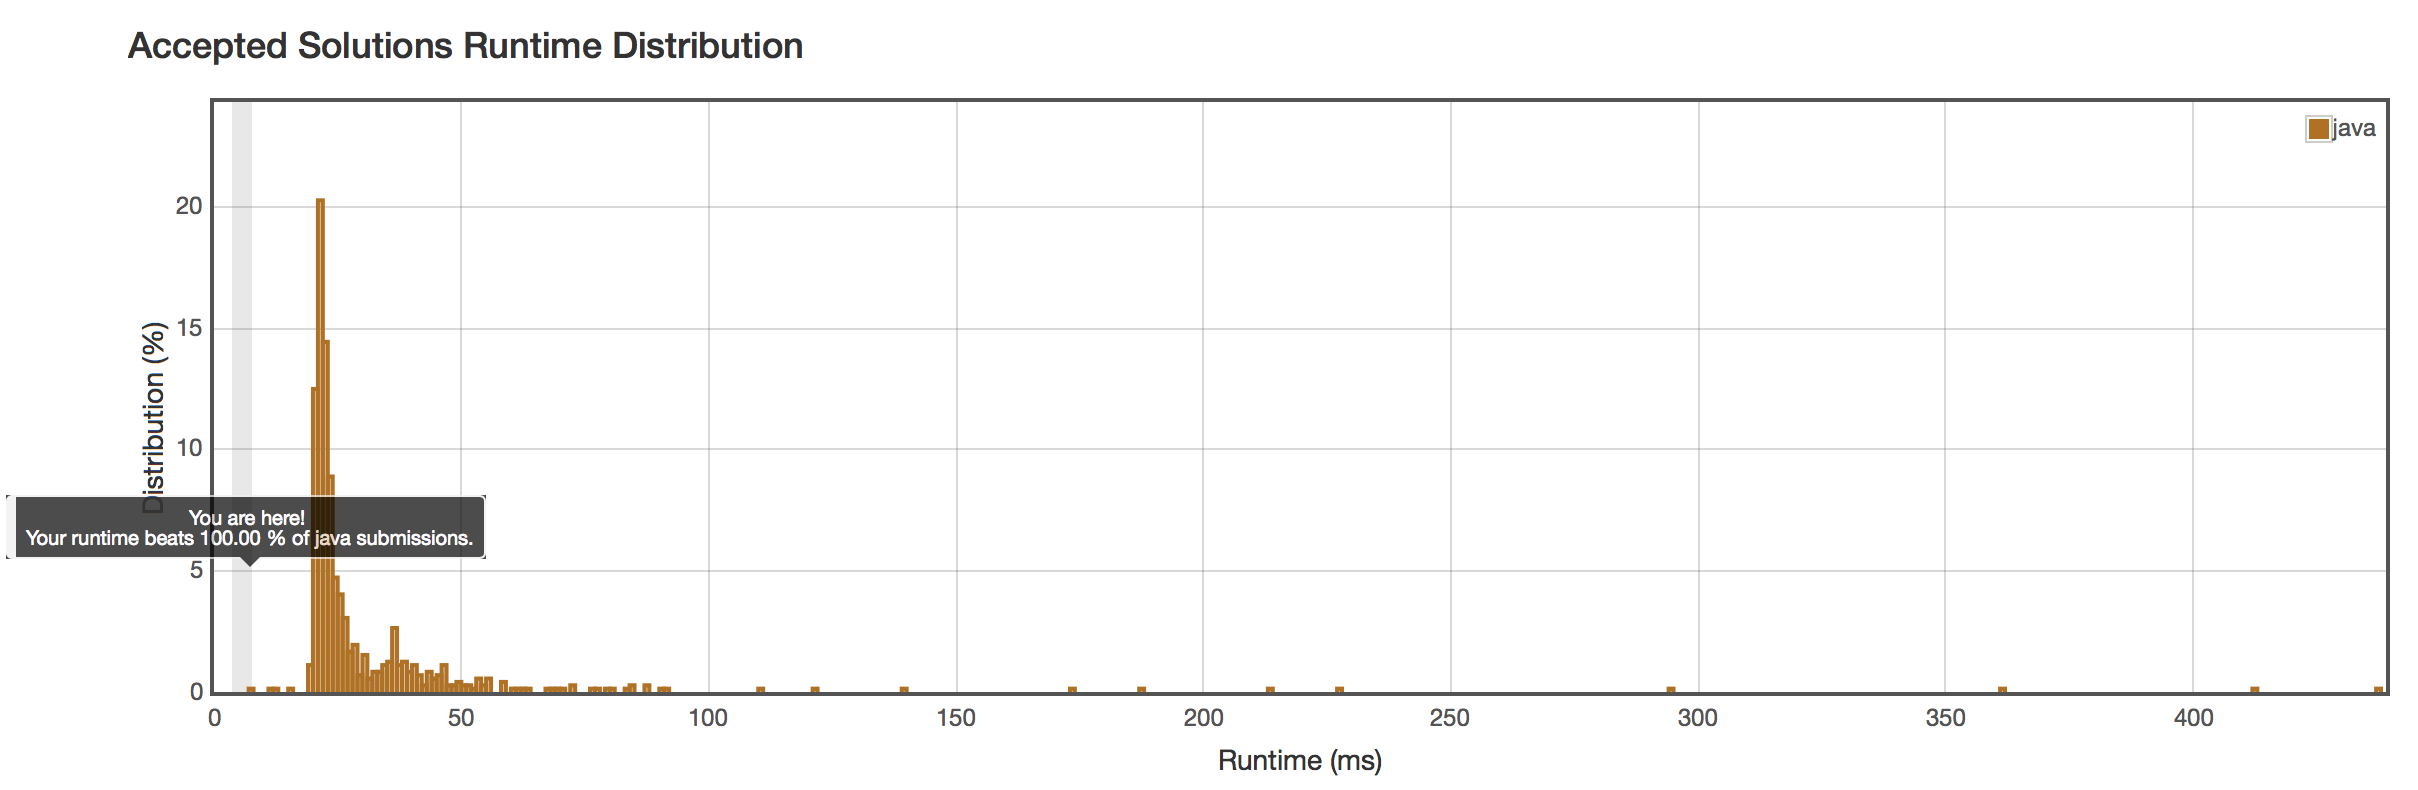 Accepted Solutions Runtime Distribution
java
20
15
10
5
0
Distribution (%)
You are here!
Your runtime beats 100.00 % of java submissions.
0 50 100 150 200 250 300 350 400
Runtime (ms)